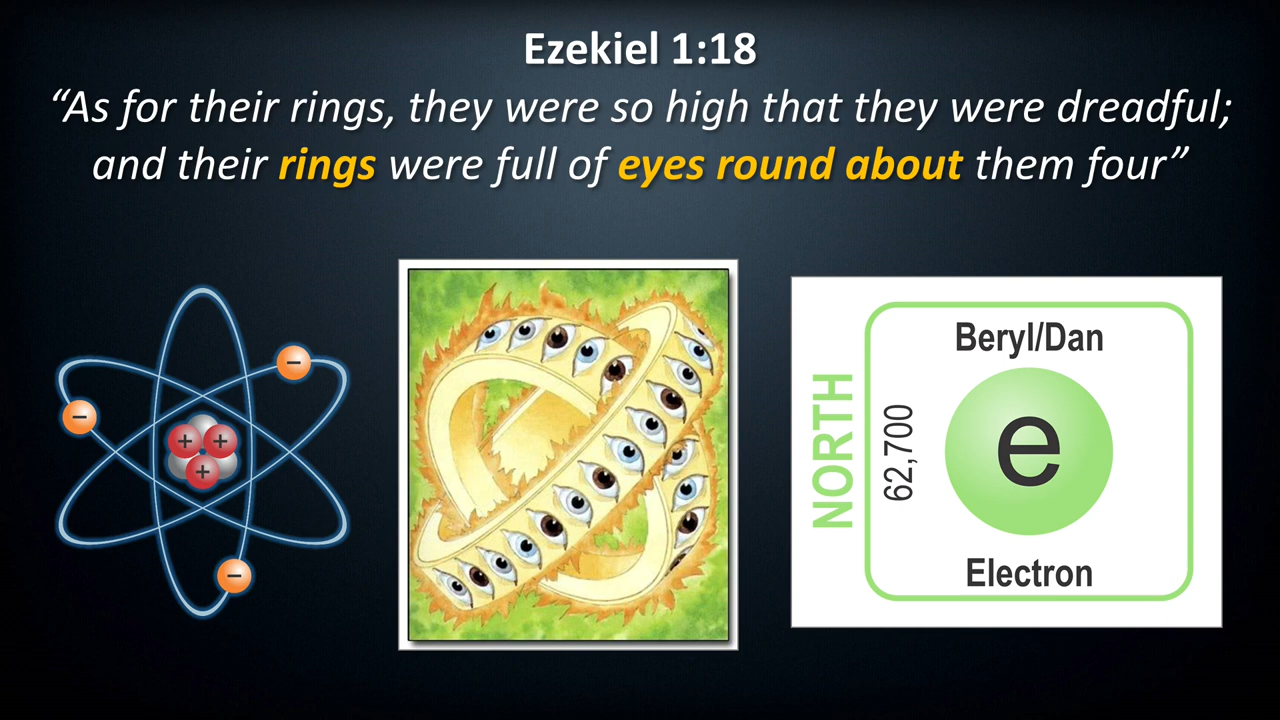 Ezekiel 1:18
“As for their rings, they were so high that they were dreadful;
and their rings were full of eyes round about them four”
−
−
+ +
+
−
NORTH
62,700
Beryl/Dan
e
Electron